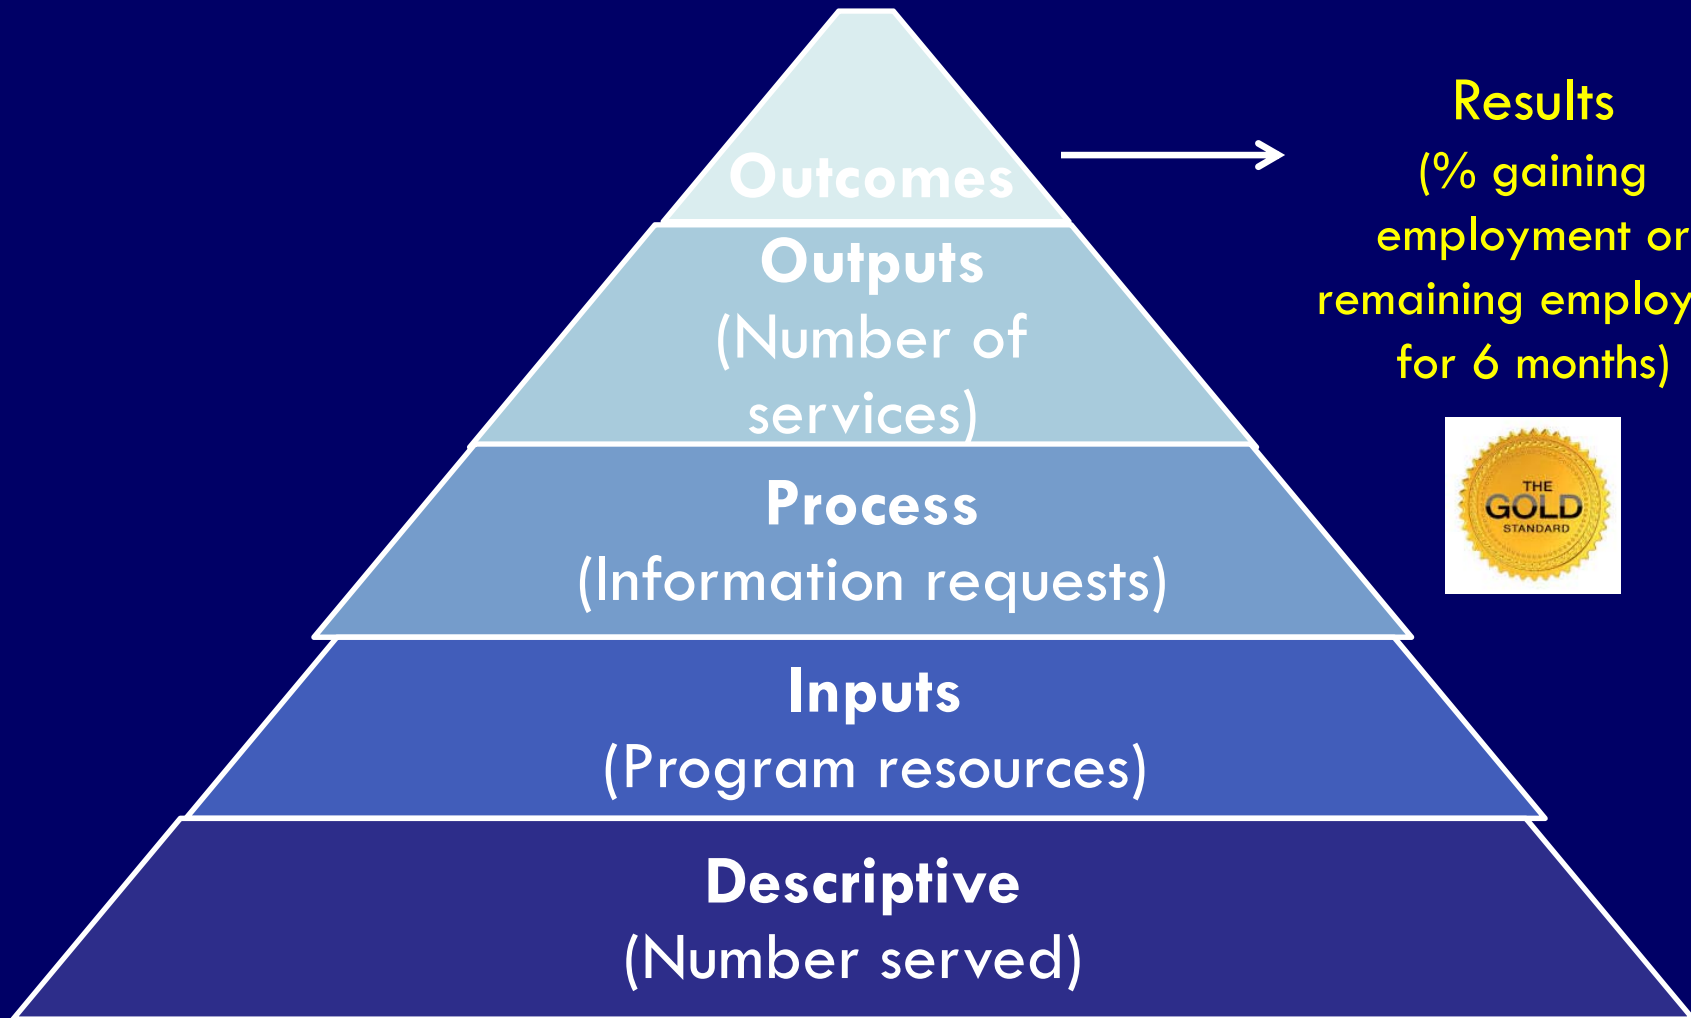 Outcomes
Outputs
(Number of
services)
Process
(Information requests)
Inputs
(Program resources)
Descriptive
(Number served)
Results
(% gaining
employment or
remaining employ
for 6 months)
THE
GOLD
STANDARD